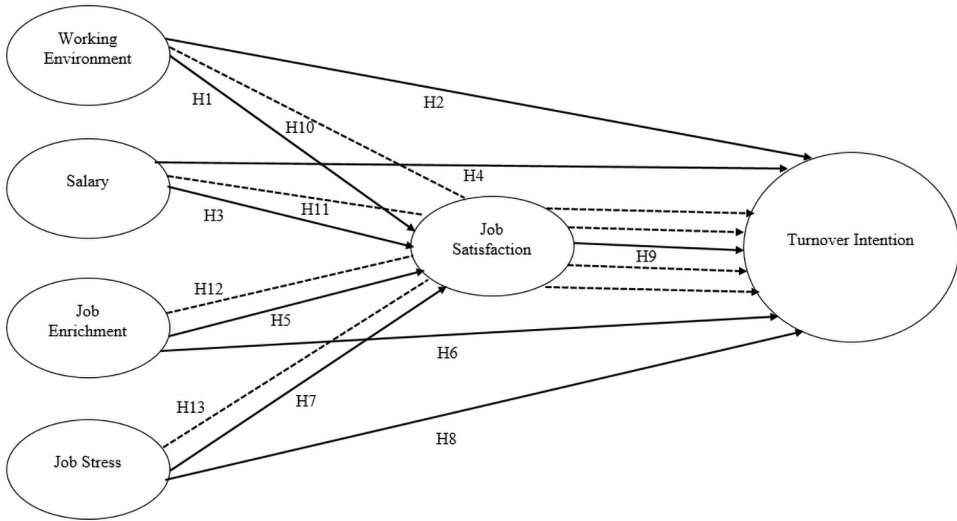 Working
Environment
H1
H2
H10
Salary
H4
H3
H11
Job
Satisfaction
Turnover Intention
H9
H12
Job
Enrichment
H5
H6
H13
H7
Job Stress
H8